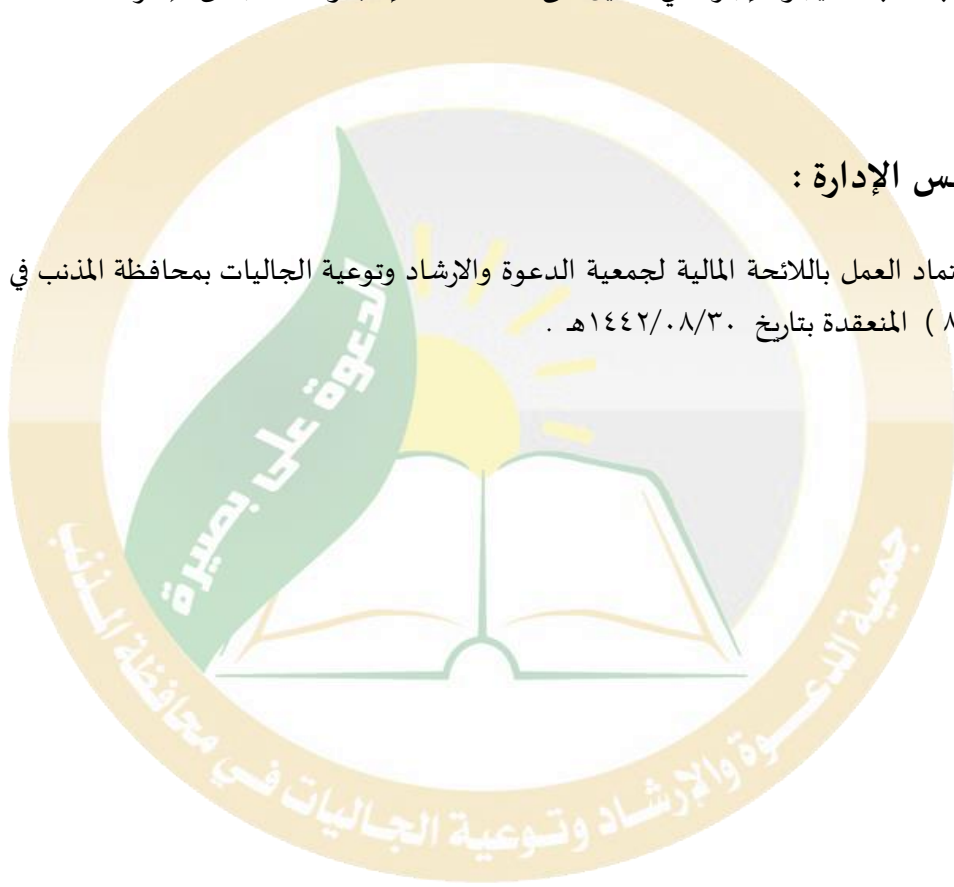 س الإدارة :
تماد العمل باللائحة المالية لجمعية الدعوة والارشاد وتوعية الجاليات بمحافظة المذنب في
٨ ) المنعقدة بتاريخ ١٤٤٢/٠٨/٣٠هـ .
الدعوة على بصيرة
جمعية الدعوة والإرشاد وتوعية الجاليات في محافظة المذنب